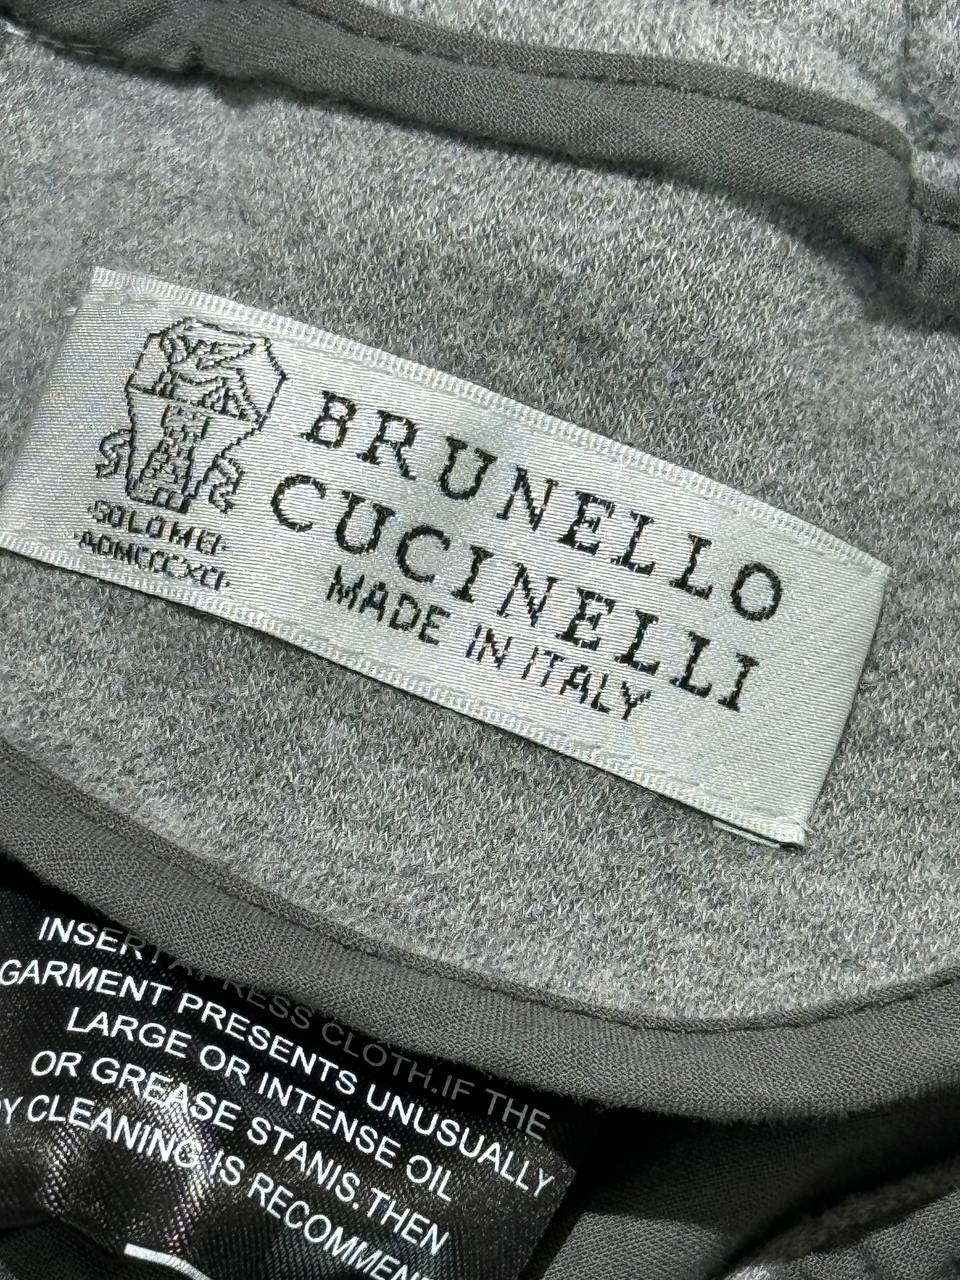 BRUNELLO
CUCINELLI
MADE IN ITALY
SOLOMEO
INSERT A PRESS CLOTH.IF THE
GARMENT PRESENTS UNUSUALLY
LARGE OR INTENSE OIL
OR GREASE STANIS.THEN
CLEANING IS RECOMMEN